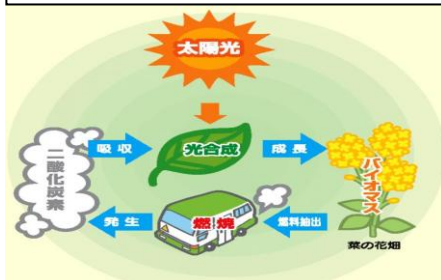 太陽光
二酸化炭素
吸収
光合成
成長
バイオマス
発生
燃焼
燃料抽出
菜の花畑